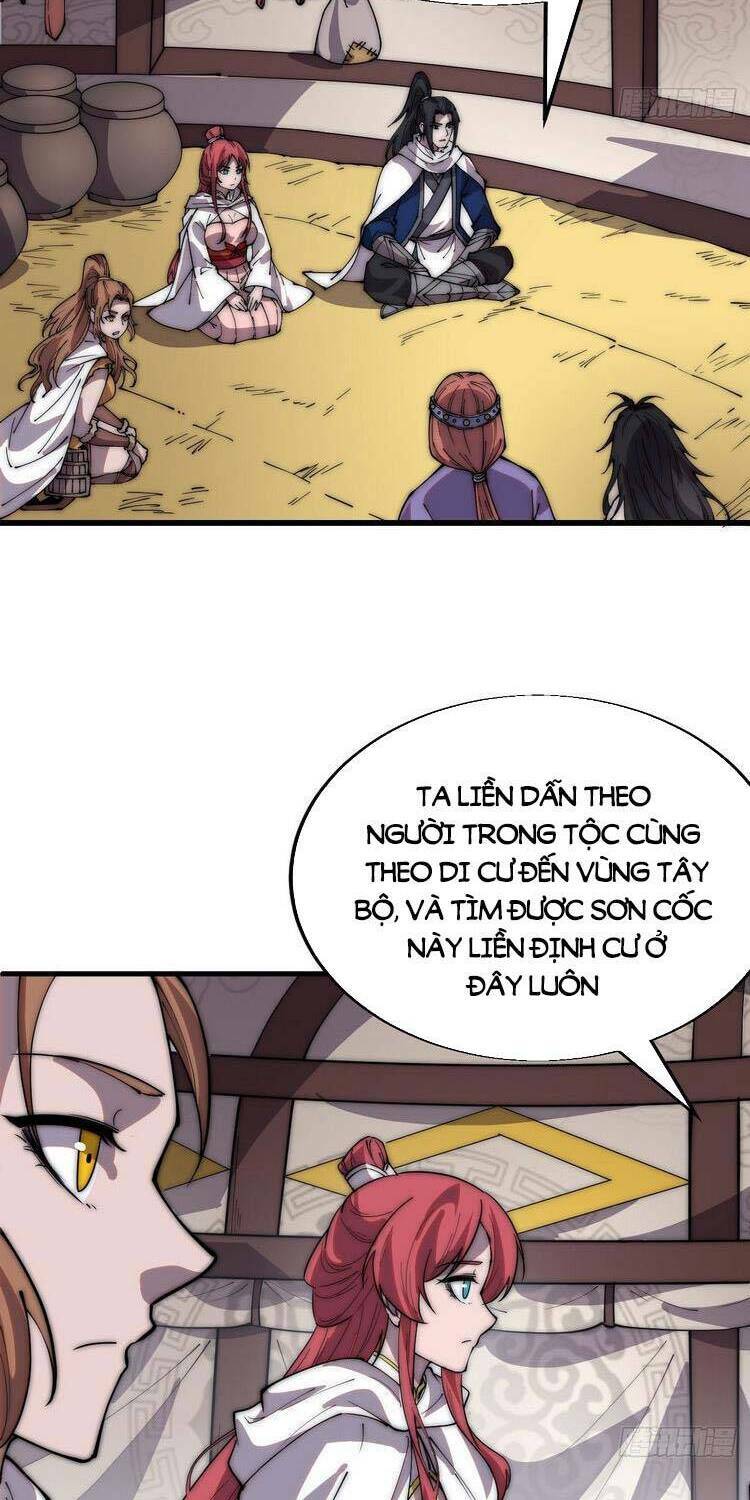 TA LIỀN DẪN THEO
NGƯỜI TRONG TỘC CÙNG
THEO DI CƯ ĐẾN VÙNG TÂY
BỘ, VÀ TÌM ĐƯỢC SƠN CỐC
NÀY LIỀN ĐỊNH CƯ Ở
ĐÂY LUÔN